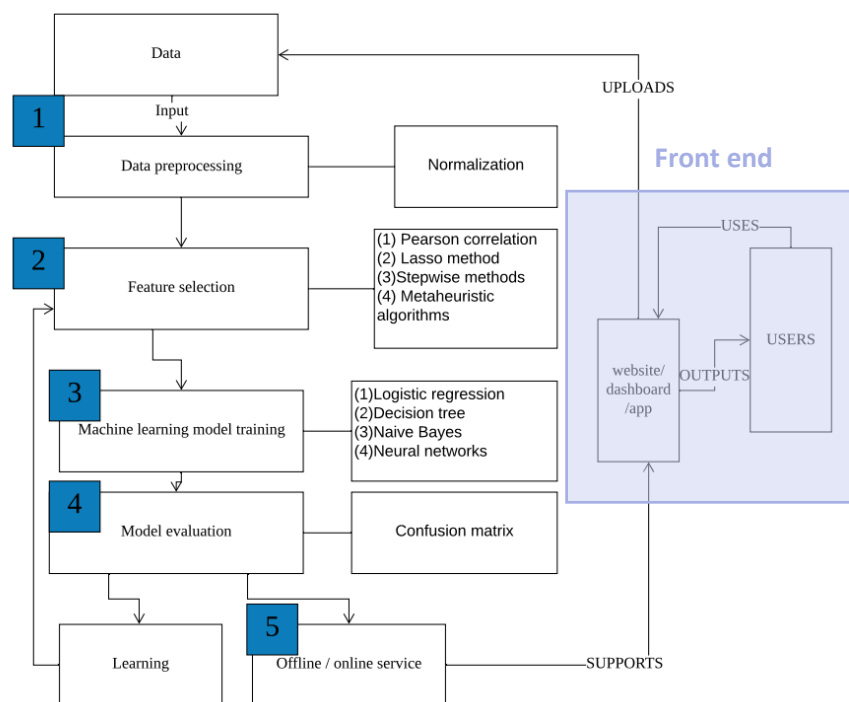 Data
UPLOADS
Input
1
Data preprocessing
Normalization
Front end
USES
2
Feature selection
(1) Pearson correlation
(2) Lasso method
(3)Stepwise methods
(4) Metaheuristic
algorithms
USERS
website/
dashboard
/app
OUTPUTS
3
Machine learning model training
(1)Logistic regression
(2)Decision tree
(3)Naive Bayes
(4)Neural networks
4
Model evaluation
Confusion matrix
5
Learning
Offline / online service
SUPPORTS